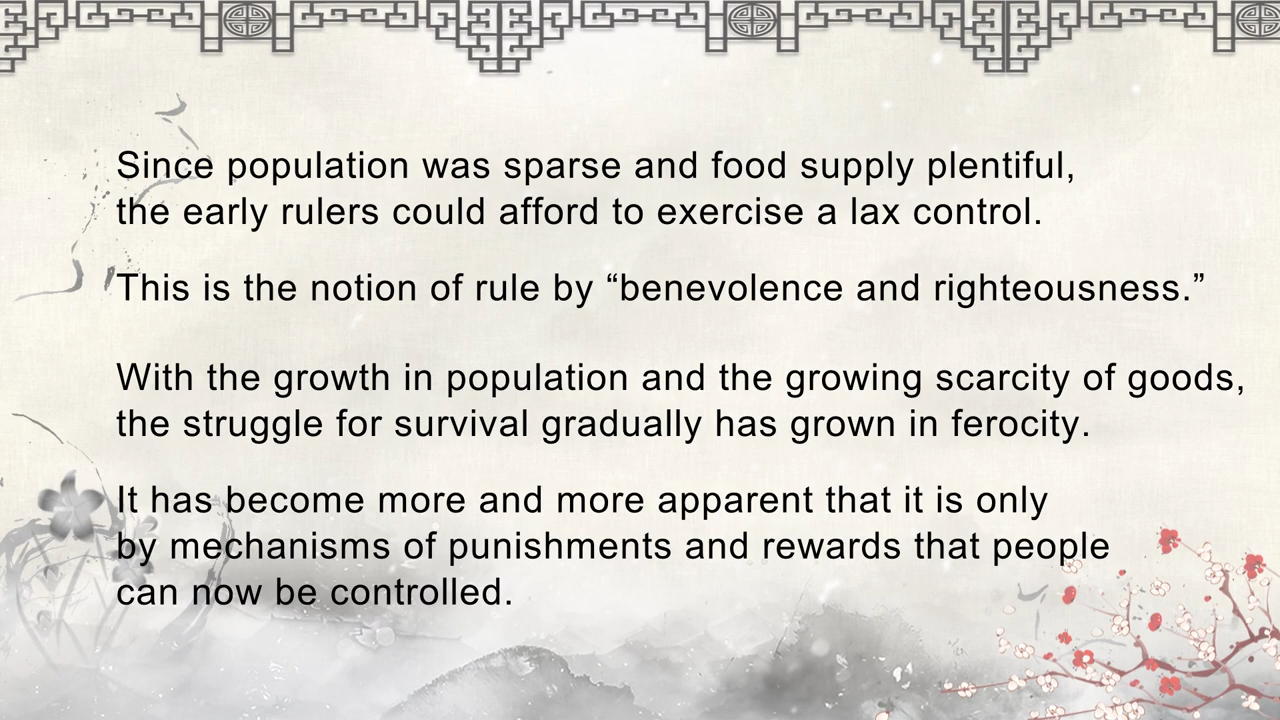 Since population was sparse and food supply plentiful,
the early rulers could afford to exercise a lax control.
This is the notion of rule by “benevolence and righteousness.”
With the growth in population and the growing scarcity of goods,
the struggle for survival gradually has grown in ferocity.
It has become more and more apparent that it is only
by mechanisms of punishments and rewards that people
can now be controlled.